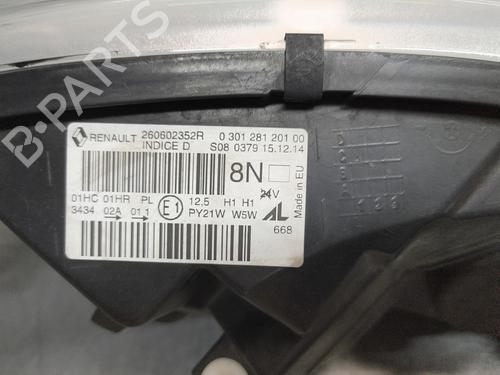 RENAULT 260602352R 0 301 281 201 00
INDICE D S08 0379 15.12.14
8N
01HC 01HR PL E1 12,5 H1 H1 24V
3434 02A 01 1 PY21W W5W AL
668
Made in EU
B-PARTS